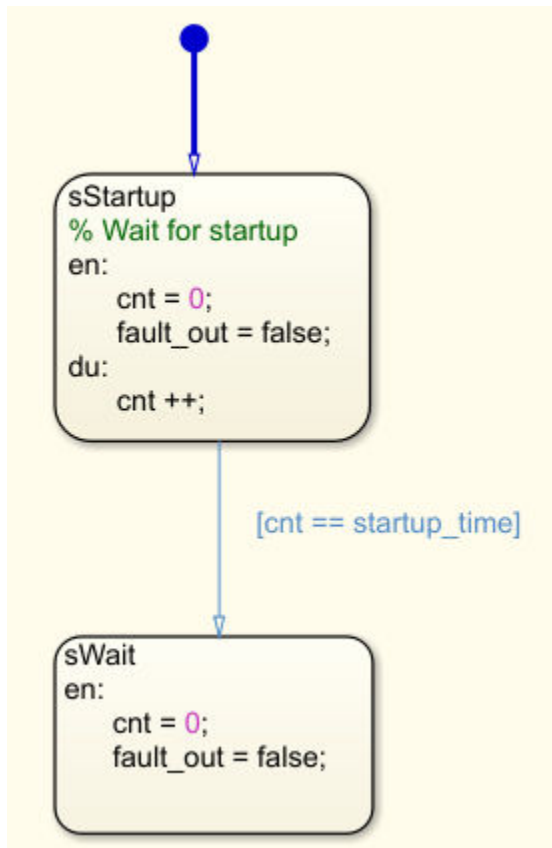 sStartup
% Wait for startup
en:
cnt = 0;
fault_out = false;
du:
cnt ++;
[cnt == startup_time]
sWait
en:
cnt = 0;
fault_out = false;